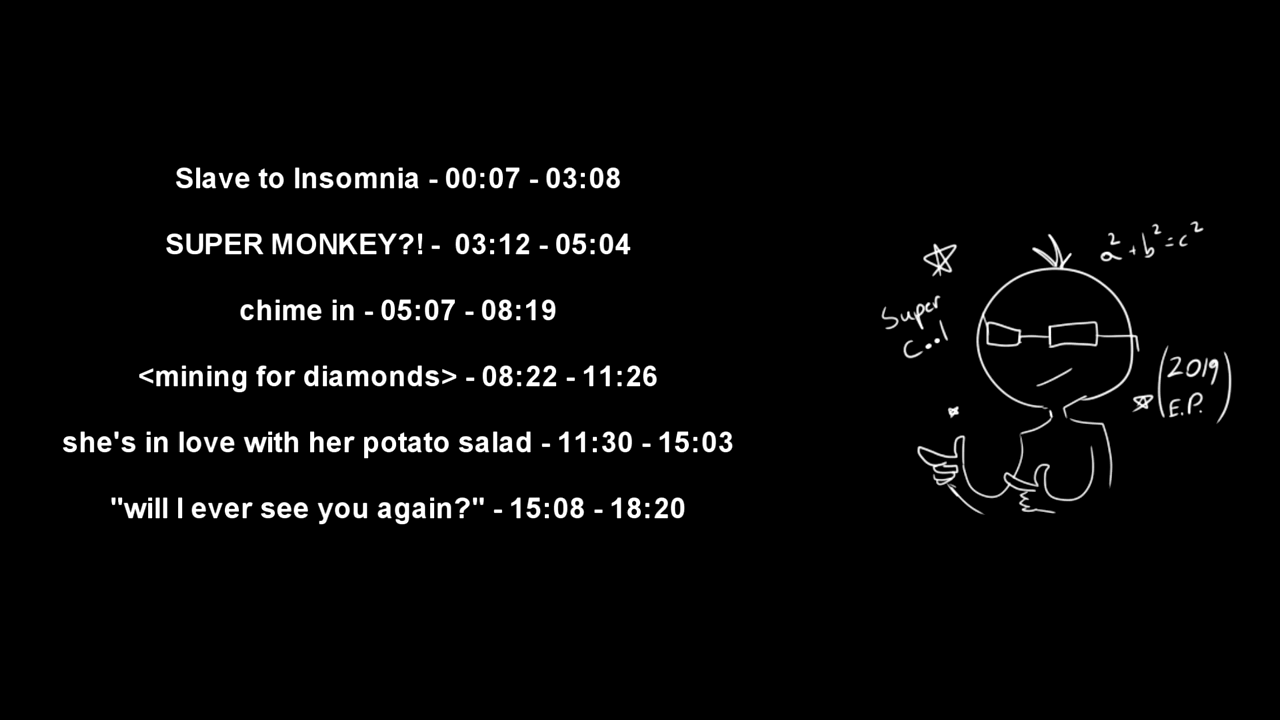 Slave to Insomnia - 00:07 - 03:08
SUPER MONKEY?! -  03:12 - 05:04
chime in - 05:07 - 08:19
<mining for diamonds> - 08:22 - 11:26
she's in love with her potato salad - 11:30 - 15:03
"will I ever see you again?" - 15:08 - 18:20
a² + b² = c²
Super
cool
(2019
E.P.)